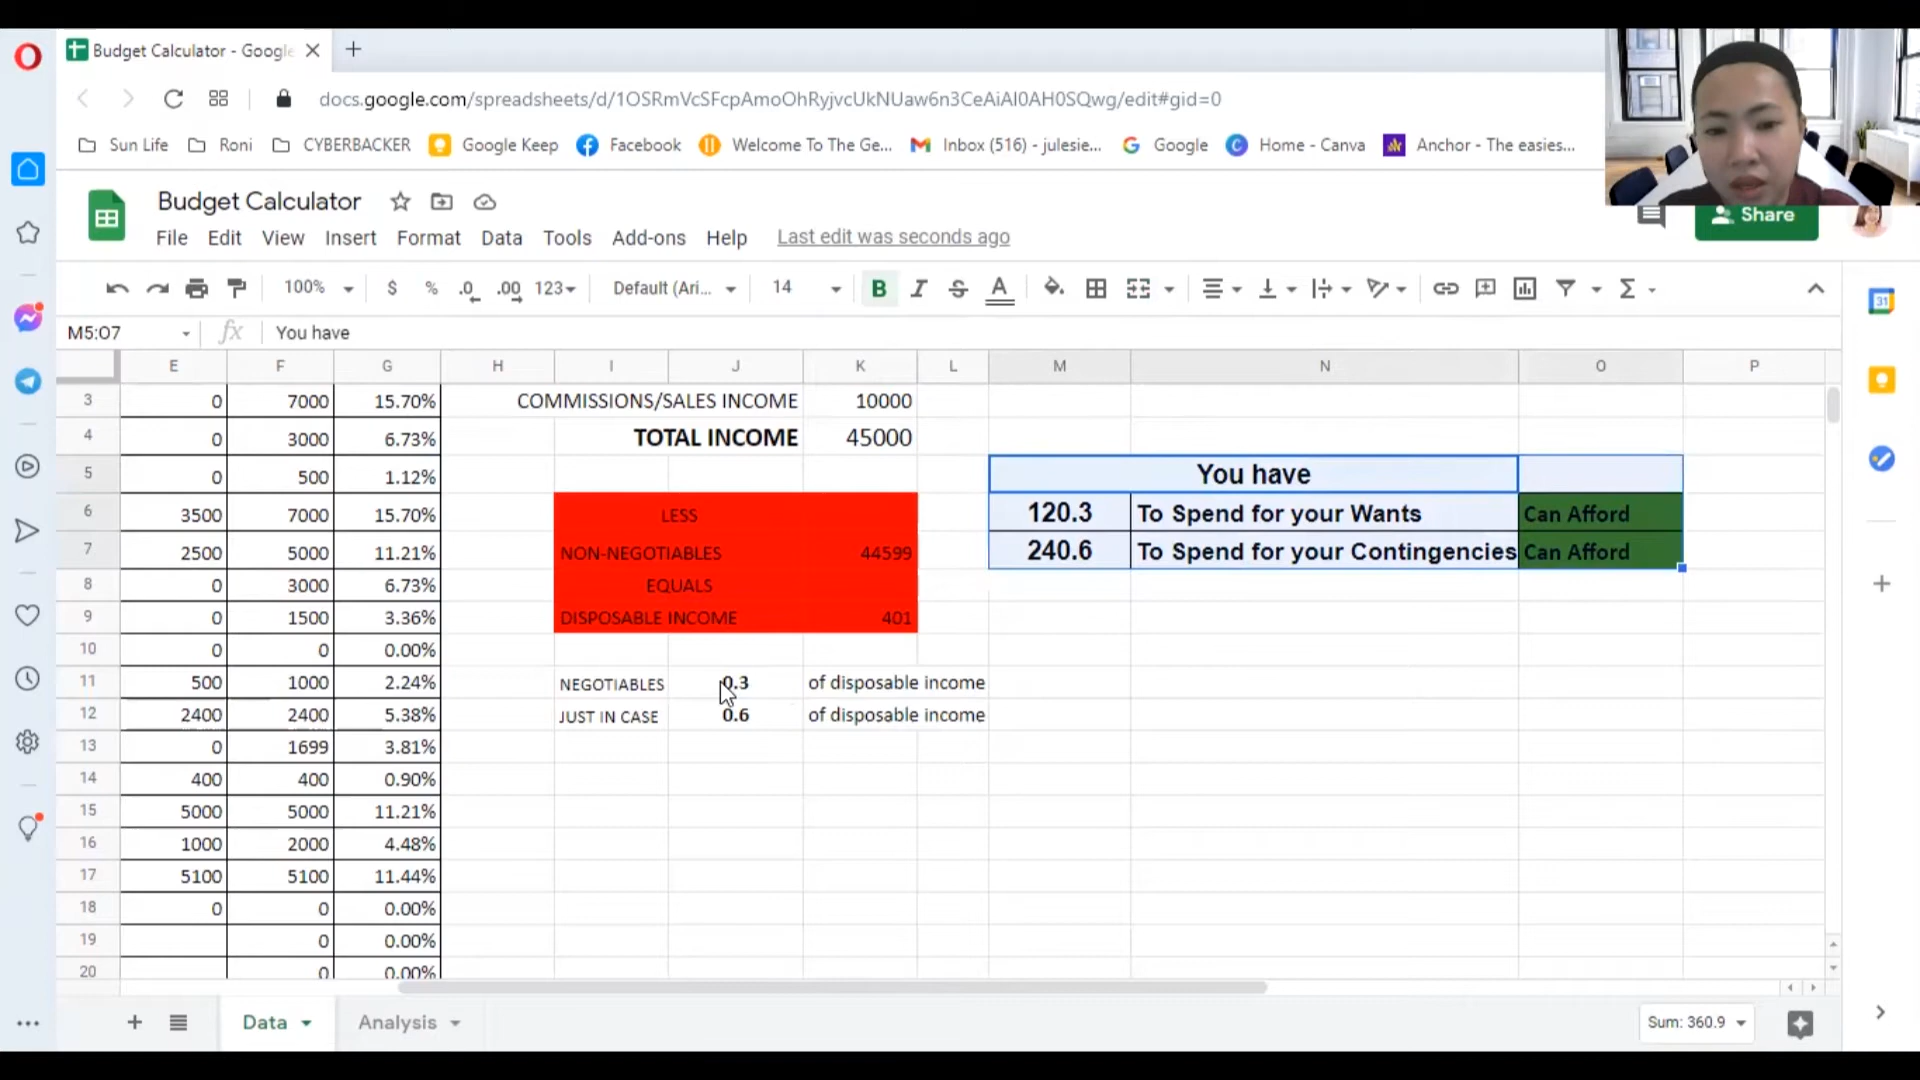 Budget Calculator - Google
docs.google.com/spreadsheets/d/1OSRmVcSFcpAmoOhRyjvcUkNUaw6n3CeAiAI0AH0SQwg/edit#gid=0
Sun Life Roni CYBERBACKER Google Keep Facebook Welcome To The Ge... Inbox (516) - julesie... Google Home - Canva Anchor - The easies...
Budget Calculator
Share
File Edit View Insert Format Data Tools Add-ons Help Last edit was seconds ago
100% $ % .0 .00 123 Default (Ari... 14 B I S A Σ
M5:O7 fx You have
E F G H I J K L M N O P
3 0 7000 15.70% COMMISSIONS/SALES INCOME 10000
4 0 3000 6.73% TOTAL INCOME 45000
5 0 500 1.12% You have
6 3500 7000 15.70% LESS 120.3 To Spend for your Wants Can Afford
7 2500 5000 11.21% NON-NEGOTIABLES 44599 240.6 To Spend for your Contingencies Can Afford
8 0 3000 6.73% EQUALS
9 0 1500 3.36% DISPOSABLE INCOME 401
10 0 0 0.00%
11 500 1000 2.24% NEGOTIABLES 0.3 of disposable income
12 2400 2400 5.38% JUST IN CASE 0.6 of disposable income
13 0 1699 3.81%
14 400 400 0.90%
15 5000 5000 11.21%
16 1000 2000 4.48%
17 5100 5100 11.44%
18 0 0 0.00%
19 0 0.00%
20 0 0.00%
Data Analysis Sum: 360.9
31